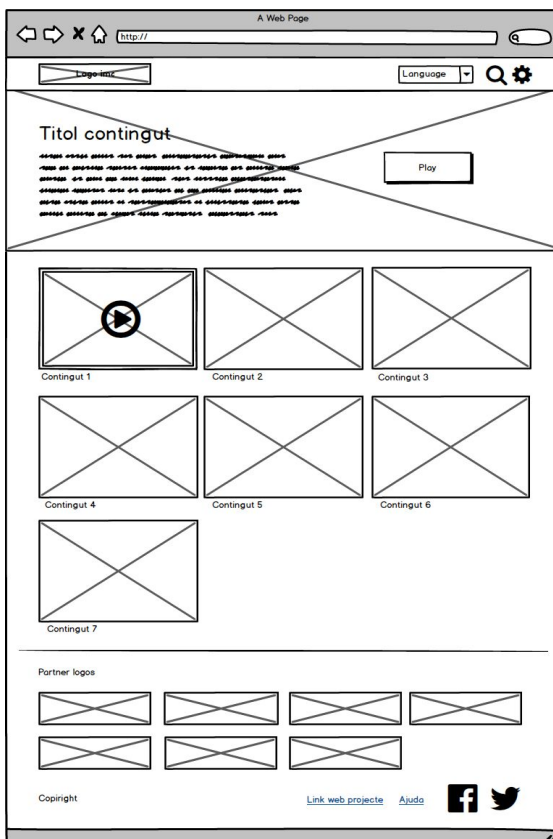 A Web Page
http://
Logo img
Language
Titol contingut
Play
Contingut 1
Contingut 2
Contingut 3
Contingut 4
Contingut 5
Contingut 6
Contingut 7
Partner logos
Copiright
Link web projecte
Ajuda